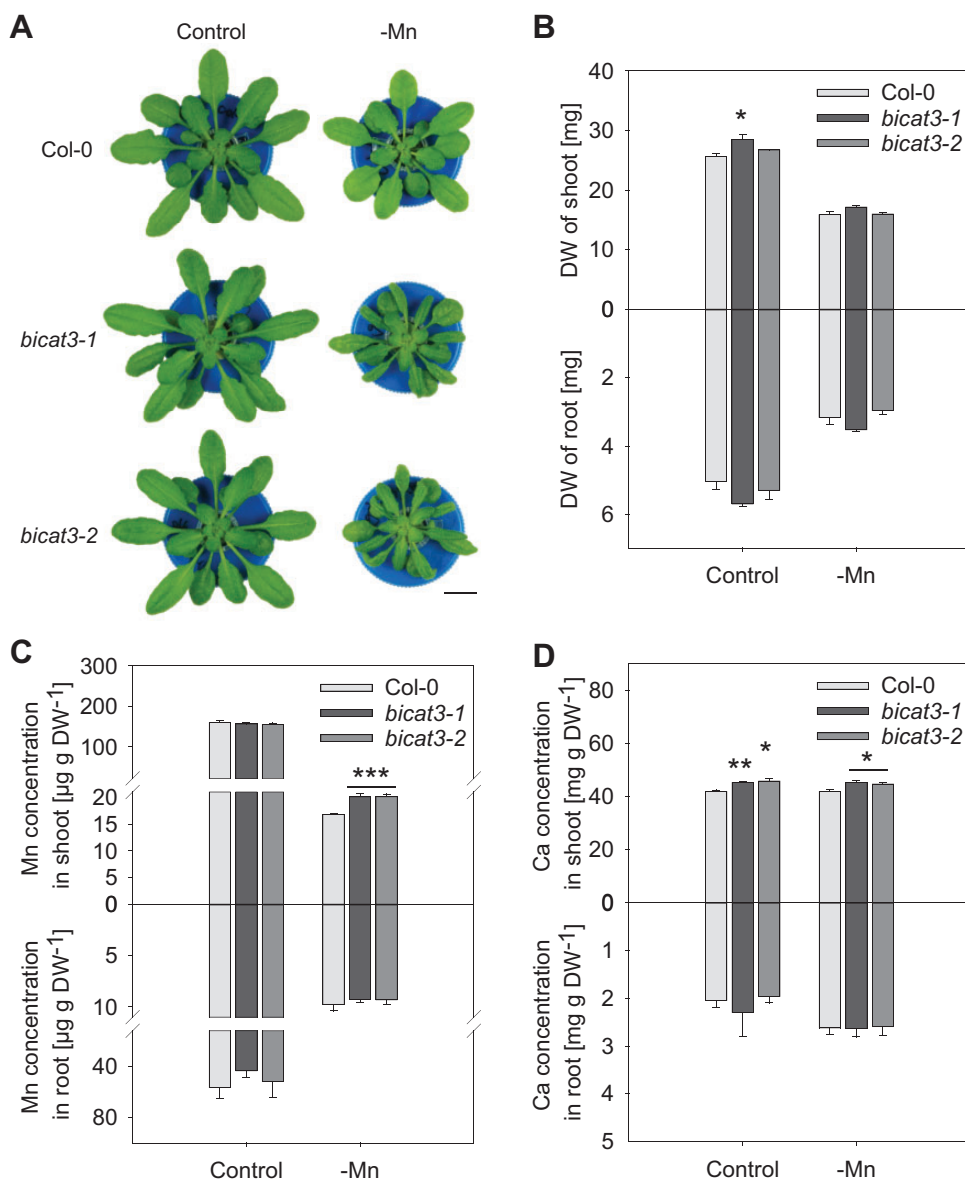 A
Control
-Mn
Col-0
bicat3-1
bicat3-2
B
DW of shoot [mg]
DW of root [mg]
40
30
20
10
0
2
4
6
*
Col-0
bicat3-1
bicat3-2
Control
-Mn
C
Mn concentration
in shoot [µg g DW-1]
Mn concentration
in root [µg g DW-1]
300
200
100
20
15
10
5
0
5
10
40
80
***
Col-0
bicat3-1
bicat3-2
Control
-Mn
D
Ca concentration
in shoot [mg g DW-1]
Ca concentration
in root [mg g DW-1]
80
60
40
20
0
1
2
3
4
5
**
*
*
Col-0
bicat3-1
bicat3-2
Control
-Mn